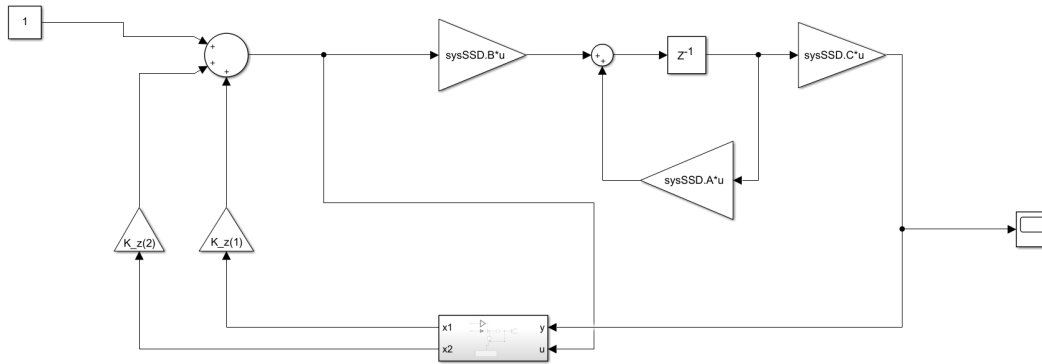 1
+
+
+
sysSSD.B*u
+
+
Z-1
sysSSD.C*u
sysSSD.A*u
K_z(2)
K_z(1)
x1
x2
y
u